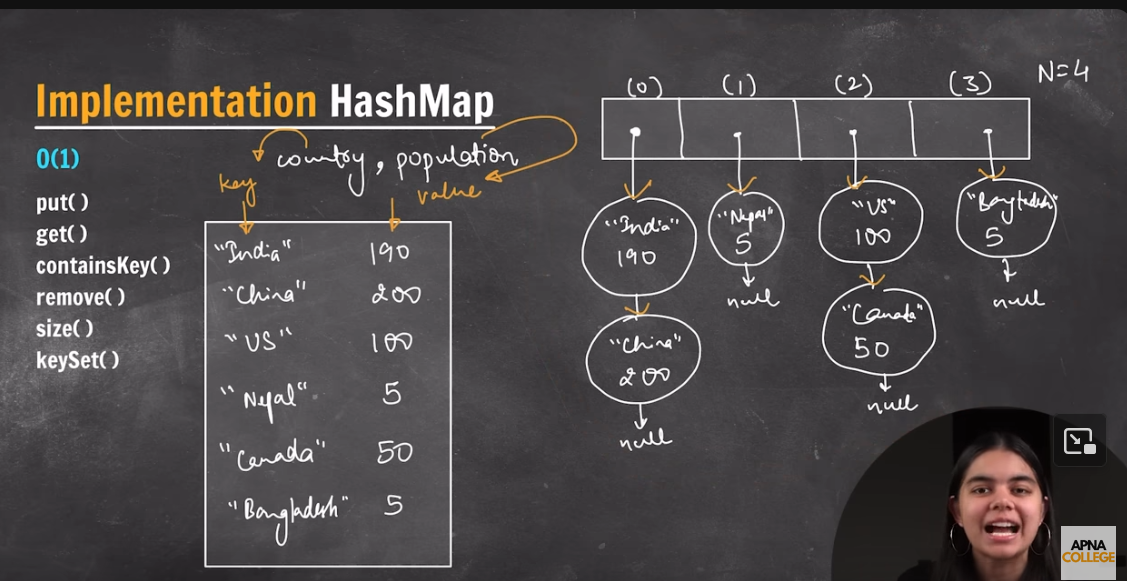 Implementation HashMap
O(1)
country, population
key
value
put( )
get( )
containsKey( )
remove( )
size( )
keySet( )
"India" 190
"China" 200
"US" 100
"Nepal" 5
"Canada" 50
"Bangladesh" 5
N=4
(0) (1) (2) (3)
"India"
190
"Nepal"
5
"US"
100
"Bangladesh"
5
null
null
"China"
200
"Canada"
50
null
null
APNA
COLLEGE